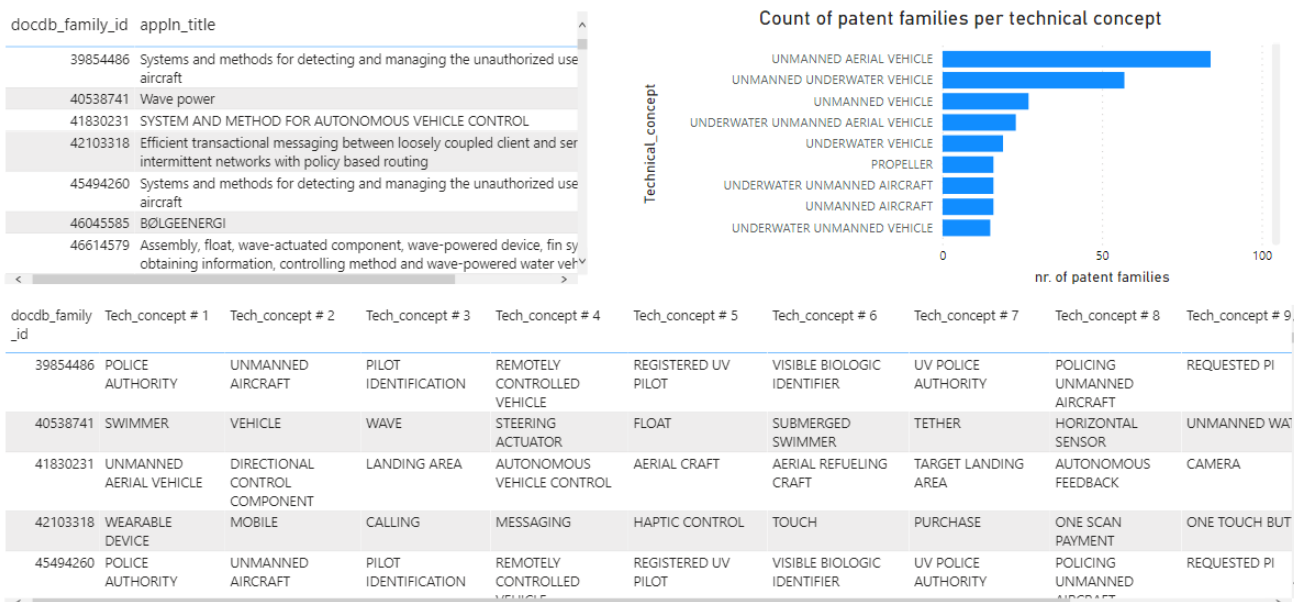 docdb_family_id appln_title
39854486 Systems and methods for detecting and managing the unauthorized use
aircraft
40538741 Wave power
41830231 SYSTEM AND METHOD FOR AUTONOMOUS VEHICLE CONTROL
42103318 Efficient transactional messaging between loosely coupled client and ser
intermittent networks with policy based routing
45494260 Systems and methods for detecting and managing the unauthorized use
aircraft
46045585 BØLGEENERGI
46614579 Assembly, float, wave-actuated component, wave-powered device, fin sy
obtaining information, controlling method and wave-powered water veh
Count of patent families per technical concept
Technical_concept
UNMANNED AERIAL VEHICLE
UNMANNED UNDERWATER VEHICLE
UNMANNED VEHICLE
UNDERWATER UNMANNED AERIAL VEHICLE
UNDERWATER VEHICLE
PROPELLER
UNDERWATER UNMANNED AIRCRAFT
UNMANNED AIRCRAFT
UNDERWATER UNMANNED VEHICLE
0 50 100
nr. of patent families
docdb_family Tech_concept # 1 Tech_concept # 2 Tech_concept # 3 Tech_concept # 4 Tech_concept # 5 Tech_concept # 6 Tech_concept # 7 Tech_concept # 8 Tech_concept # 9
_id
39854486 POLICE UNMANNED PILOT REMOTELY REGISTERED UV VISIBLE BIOLOGIC UV POLICE POLICING REQUESTED PI
AUTHORITY AIRCRAFT IDENTIFICATION CONTROLLED PILOT IDENTIFIER AUTHORITY UNMANNED
VEHICLE AIRCRAFT
40538741 SWIMMER VEHICLE WAVE STEERING FLOAT SUBMERGED TETHER HORIZONTAL UNMANNED WAT
ACTUATOR SWIMMER SENSOR
41830231 UNMANNED DIRECTIONAL LANDING AREA AUTONOMOUS AERIAL CRAFT AERIAL REFUELING TARGET LANDING AUTONOMOUS CAMERA
AERIAL VEHICLE CONTROL VEHICLE CONTROL CRAFT AREA FEEDBACK
COMPONENT
42103318 WEARABLE MOBILE CALLING MESSAGING HAPTIC CONTROL TOUCH PURCHASE ONE SCAN ONE TOUCH BUT
DEVICE PAYMENT
45494260 POLICE UNMANNED PILOT REMOTELY REGISTERED UV VISIBLE BIOLOGIC UV POLICE POLICING REQUESTED PI
AUTHORITY AIRCRAFT IDENTIFICATION CONTROLLED PILOT IDENTIFIER AUTHORITY UNMANNED
VEHICLE AIRCRAFT